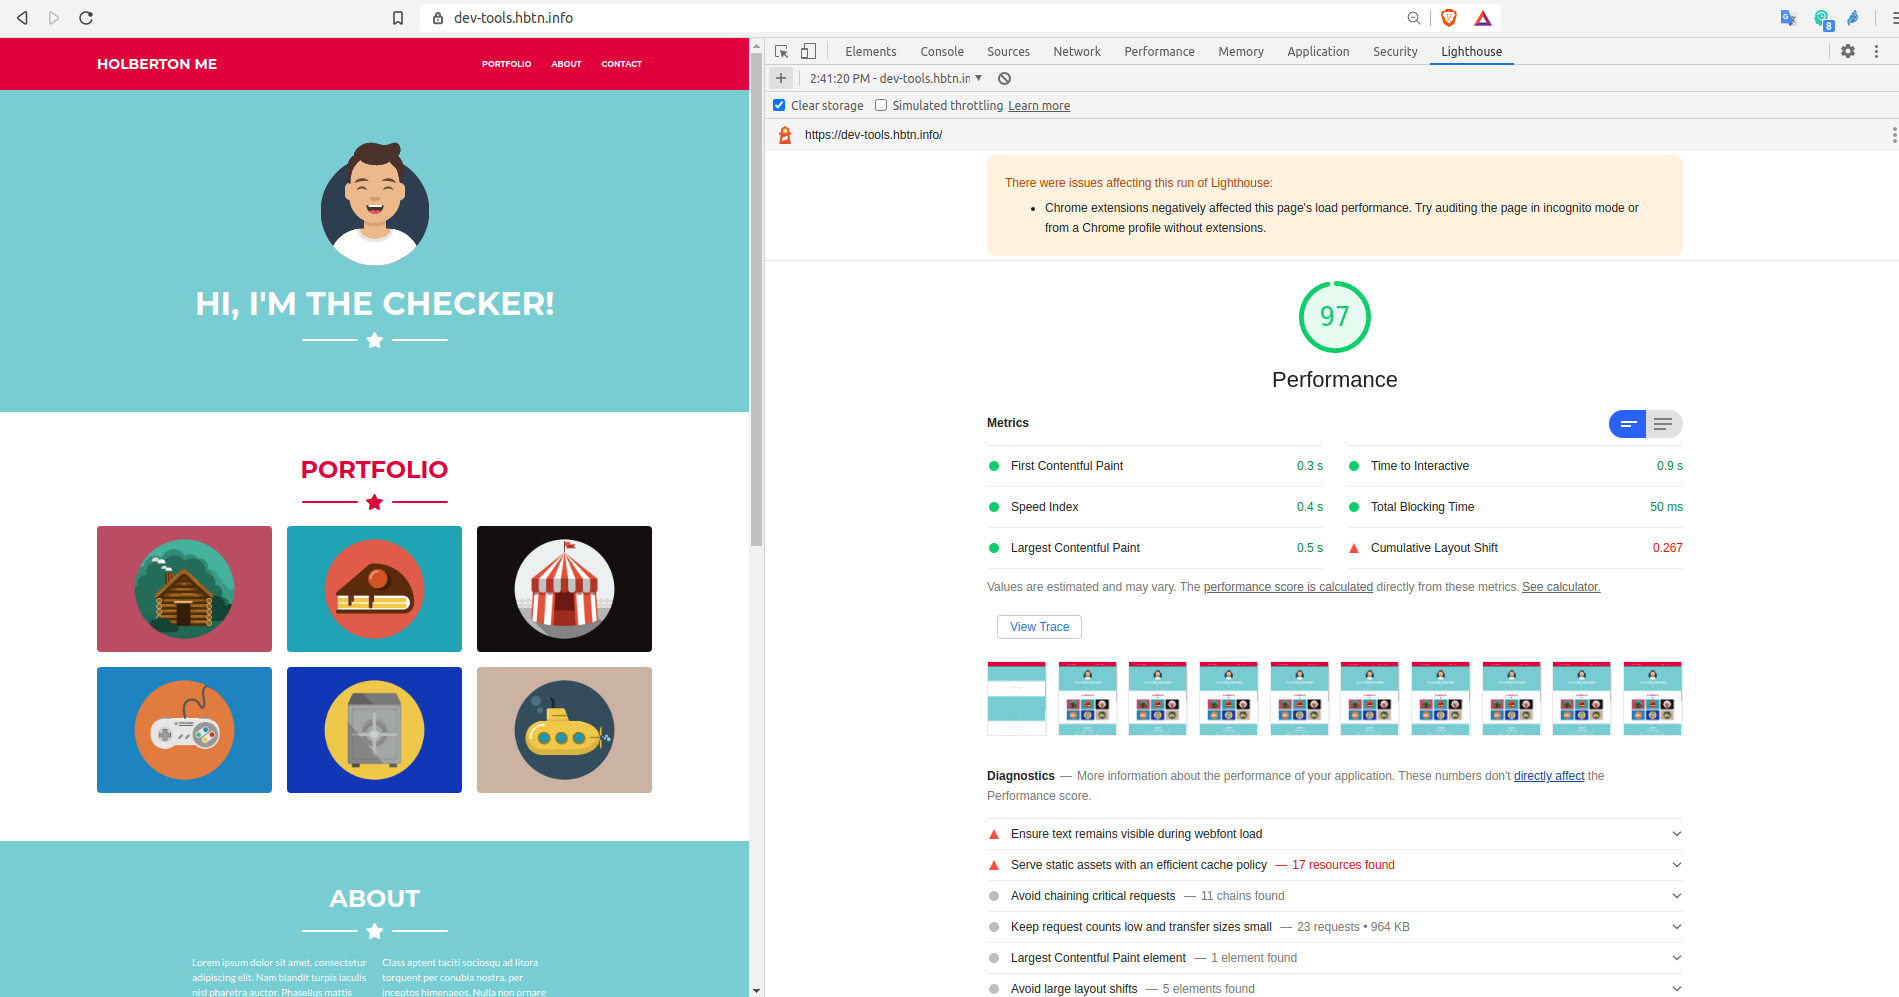 dev-tools.hbtn.info
8
HOLBERTON ME
PORTFOLIO ABOUT CONTACT
HI, I'M THE CHECKER!
PORTFOLIO
ABOUT
Lorem ipsum dolor sit amet, consectetur
adipiscing elit. Nam blandit turpis iaculis
nisl pharetra auctor. Phasellus mattis
Class aptent taciti sociosqu ad litora
torquent per conubia nostra, per
inceptos himenaeos. Nulla non ornare
Elements Console Sources Network Performance Memory Application Security Lighthouse
2:41:20 PM - dev-tools.hbtn.in
Clear storage Simulated throttling Learn more
https://dev-tools.hbtn.info/
There were issues affecting this run of Lighthouse:
Chrome extensions negatively affected this page's load performance. Try auditing the page in incognito mode or
from a Chrome profile without extensions.
97
Performance
Metrics
First Contentful Paint 0.3 s
Time to Interactive 0.9 s
Speed Index 0.4 s
Total Blocking Time 50 ms
Largest Contentful Paint 0.5 s
Cumulative Layout Shift 0.267
Values are estimated and may vary. The performance score is calculated directly from these metrics. See calculator.
View Trace
Diagnostics — More information about the performance of your application. These numbers don't directly affect the
Performance score.
Ensure text remains visible during webfont load
Serve static assets with an efficient cache policy — 17 resources found
Avoid chaining critical requests — 11 chains found
Keep request counts low and transfer sizes small — 23 requests • 964 KB
Largest Contentful Paint element — 1 element found
Avoid large layout shifts — 5 elements found